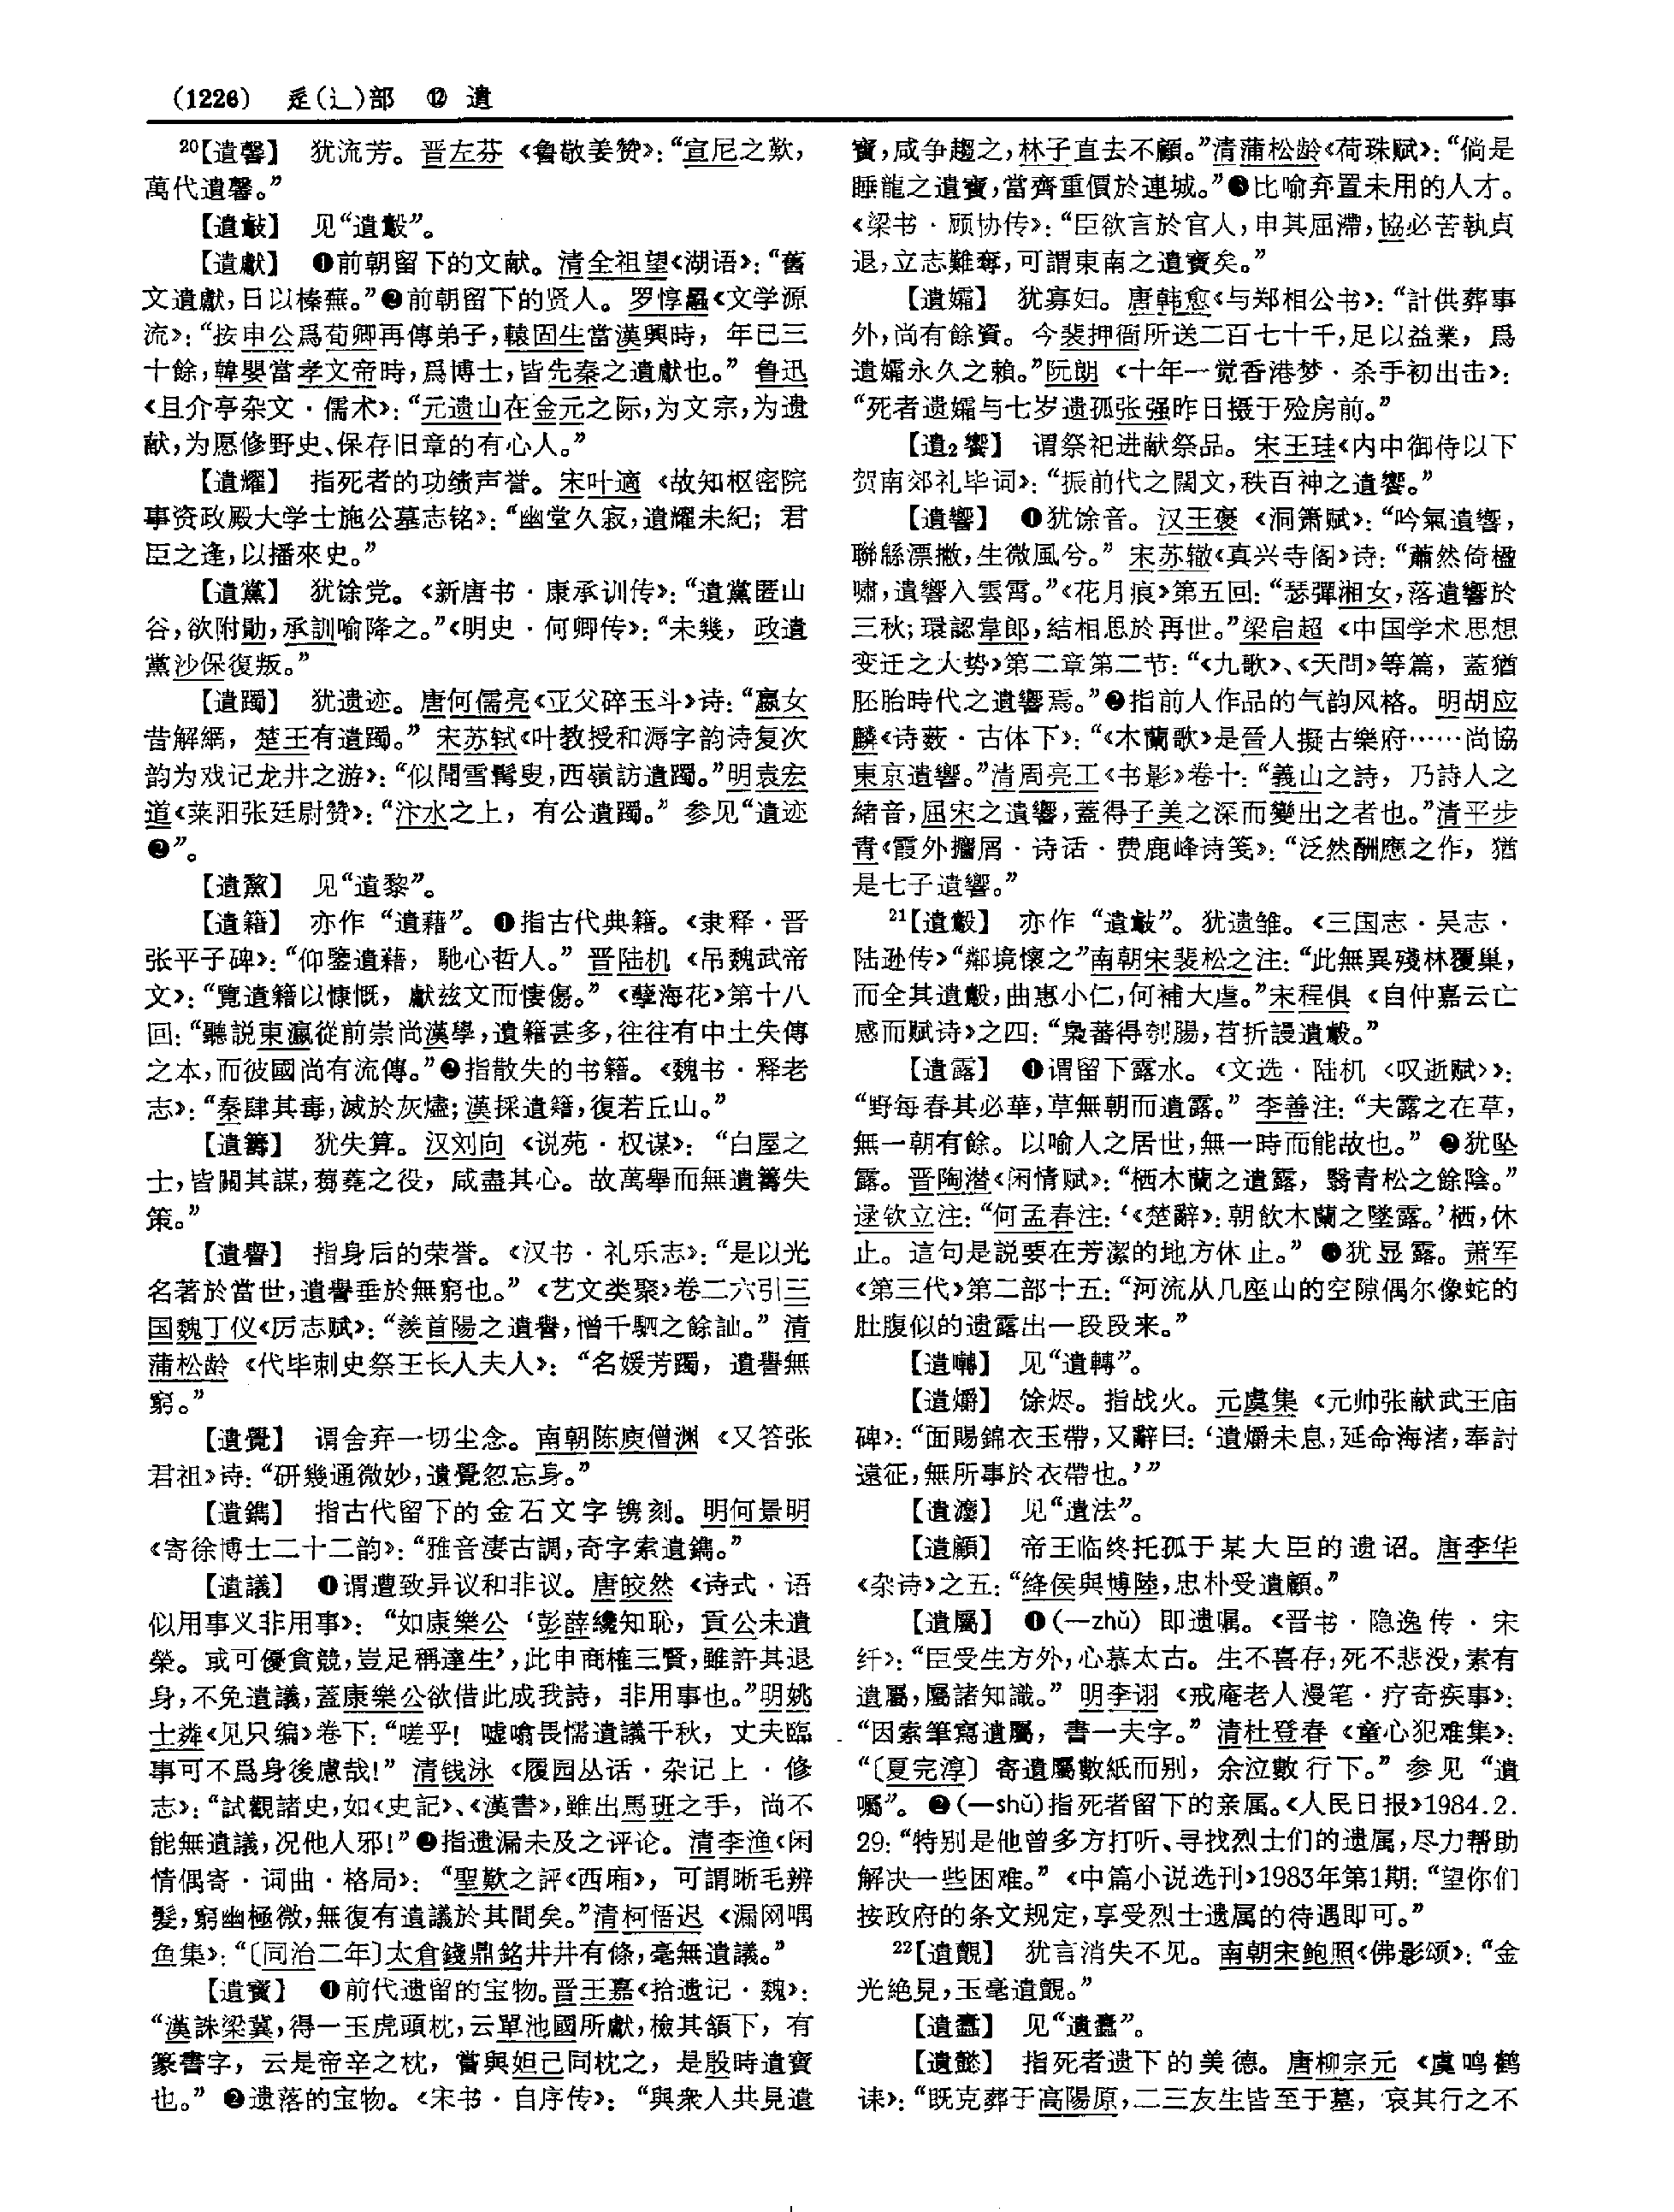 (1226) 辵(辶)部 ⑫ 遺
20【遺馨】 犹流芳。晋左芬《鲁敬姜赞》：“宣尼之歎，
萬代遺馨。”
【遺鷇】 见“遺鷇”。
【遺獻】 ❶前朝留下的文献。清全祖望《湖语》：“舊
文遺獻，日以榛蕪。”❷前朝留下的贤人。罗惇曧《文学源
流》：“按申公爲荀卿再傳弟子，轅固生當漢興時，年已三
十餘，韓嬰當孝文帝時，爲博士，皆先秦之遺獻也。”鲁迅
《且介亭杂文·儒术》：“元遗山在金元之际，为文宗，为遗
献，为愿修野史、保存旧章的有心人。”
【遺耀】 指死者的功绩声誉。宋叶適《故知枢密院
事资政殿大学士施公墓志铭》：“幽堂久寂，遺耀未紀；君
臣之逢，以播來史。”
【遺黨】 犹馀党。《新唐书·康承训传》：“遺黨匿山
谷，欲附勛，承訓喻降之。”《明史·何卿传》：“未幾，政遺
黨沙保復叛。”
【遺躅】 犹遗迹。唐何儒亮《亚父碎玉斗》诗：“嬴女
昔解網，楚王有遺躅。”宋苏轼《叶教授和溽字韵诗复次
韵为戏记龙井之游》：“似聞雪髯叟，西嶺訪遺躅。”明袁宏
道《莱阳张廷尉赞》：“汴水之上，有公遺躅。”参见“遗迹
❷”。
【遺黧】 见“遺黎”。
【遺籍】 亦作“遺藉”。❶指古代典籍。《隶释·晋
张平子碑》：“仰鑒遺藉，馳心哲人。”晋陆机《吊魏武帝
文》：“覽遺籍以慷慨，獻兹文而悽傷。”《孽海花》第十八
回：“聽説東瀛從前崇尚漢學，遺籍甚多，往往有中土失傳
之本，而彼國尚有流傳。”❷指散失的书籍。《魏书·释老
志》：“秦肆其毒，滅於灰燼；漢採遺籍，復若丘山。”
【遺籌】 犹失算。汉刘向《说苑·权谋》：“白屋之
士，皆關其謀，芻蕘之役，咸盡其心。故萬舉而無遺籌失
策。”
【遺譽】 指身后的荣誉。《汉书·礼乐志》：“是以光
名著於當世，遺譽垂於無窮也。”《艺文类聚》卷二六引三
国魏丁仪《厉志赋》：“羨首陽之遺譽，憎千駟之餘訕。”清
蒲松龄《代毕刺史祭王长人夫人》：“名媛芳躅，遺譽無
窮。”
【遺覺】 谓舍弃一切尘念。南朝陈庾僧渊《又答张
君祖》诗：“研幾通微妙，遺覺忽忘身。”
【遺鐫】 指古代留下的金石文字镌刻。明何景明
《寄徐博士二十二韵》：“雅音淒古調，奇字索遺鐫。”
【遺議】 ❶谓遭致异议和非议。唐皎然《诗式·语
似用事义非用事》：“如康樂公‘彭薛纔知恥，貢公未遺
榮。或可優貪競，豈足稱達生’，此申商榷三賢，雖許其退
身，不免遺議，蓋康樂公欲借此成我詩，非用事也。”明姚
士粦《见只编》卷下：“嗟乎！嘘噏畏懦遺議千秋，丈夫臨
事可不爲身後慮哉！”清钱泳《履园丛话·杂记上·修
志》：“試觀諸史，如《史記》、《漢書》，雖出馬班之手，尚不
能無遺議，况他人邪！”❷指遗漏未及之评论。清李渔《闲
情偶寄·词曲·格局》：“聖歎之評《西廂》，可謂晰毛辨
髮，窮幽極微，無復有遺議於其間矣。”清柯悟迟《漏网喁
鱼集》：“〔同治二年〕太倉錢鼎銘井井有條，毫無遺議。”
【遺寶】 ❶前代遗留的宝物。晋王嘉《拾遗记·魏》：
“漢誅梁冀，得一玉虎頭枕，云單池國所獻，檢其頷下，有
篆書字，云是帝辛之枕，嘗與妲己同枕之，是殷時遺寶
也。”❷遗落的宝物。《宋书·自序传》：“與衆人共見遺
寶，咸争趨之，林子直去不顧。”清蒲松龄《荷珠赋》：“倘是
睡龍之遺寶，當齊重價於連城。”❸比喻弃置未用的人才。
《梁书·顾协传》：“臣欲言於官人，申其屈滯，協必苦執貞
退，立志難奪，可謂東南之遺寶矣。”
【遺孀】 犹寡妇。唐韩愈《与郑相公书》：“計供葬事
外，尚有餘資。今裴押衙所送二百七十千，足以益業，爲
遺孀永久之賴。”阮朗《十年一觉香港梦·杀手初出击》：
“死者遗孀与七岁遗孤张强昨日摄于殓房前。”
【遺2饗】 谓祭祀进献祭品。宋王珪《内中御侍以下
贺南郊礼毕词》：“振前代之闊文，秩百神之遺饗。”
【遺響】 ❶犹馀音。汉王褒《洞箫赋》：“吟氣遺響，
聯緜漂撇，生微風兮。”宋苏辙《真兴寺阁》诗：“蕭然倚楹
嘯，遺響入雲霄。”《花月痕》第五回：“瑟彈湘女，落遺響於
三秋；環認韋郎，結相思於再世。”梁启超《中国学术思想
变迁之大势》第二章第二节：“《九歌》、《天問》等篇，蓋猶
胚胎時代之遺響焉。”❷指前人作品的气韵风格。明胡应
麟《诗薮·古体下》：“《木蘭歌》是晉人擬古樂府……尚協
東京遺響。”清周亮工《书影》卷十：“義山之詩，乃詩人之
緒音，屈宋之遺響，蓋得子美之深而變出之者也。”清平步
青《霞外攟屑·诗话·费鹿峰诗笺》：“泛然酬應之作，猶
是七子遺響。”
21【遺鷇】 亦作“遺鷇”。犹遗雏。《三国志·吴志·
陆逊传》“鄰境懷之”南朝宋裴松之注：“此無異殘林覆巢，
而全其遺鷇，曲惠小仁，何補大虐。”宋程俱《自仲嘉云亡
感而赋诗》之四：“梟蕃得刳腸，苕折謾遺鷇。”
【遺露】 ❶谓留下露水。《文选·陆机〈叹逝赋〉》：
“野每春其必華，草無朝而遺露。”李善注：“夫露之在草，
無一朝有餘。以喻人之居世，無一時而能故也。”❷犹坠
露。晋陶潜《闲情赋》：“栖木蘭之遺露，翳青松之餘陰。”
逯钦立注：“何孟春注：‘《楚辭》：朝飲木蘭之墜露。’栖，休
止。這句是説要在芳潔的地方休止。”❸犹显露。萧军
《第三代》第二部十五：“河流从几座山的空隙偶尔像蛇的
肚腹似的遗露出一段段来。”
【遺囀】 见“遺轉”。
【遺爝】 馀烬。指战火。元虞集《元帅张献武王庙
碑》：“面賜錦衣玉帶，又辭曰：‘遺爝未息，延命海渚，奉討
遠征，無所事於衣帶也。’”
【遺灋】 见“遺法”。
【遺顧】 帝王临终托孤于某大臣的遗诏。唐李华
《杂诗》之五：“絳侯與博陸，忠朴受遺顧。”
【遺屬】 ❶(—zhǔ) 即遗嘱。《晋书·隐逸传·宋
纤》：“臣受生方外，心慕太古。生不喜存，死不悲没，素有
遺屬，屬諸知識。”明李诩《戒庵老人漫笔·疗奇疾事》：
“因索筆寫遺屬，書一夫字。”清杜登春《童心犯难集》：
“〔夏完淳〕寄遺屬數紙而别，余泣數行下。”参见“遺
囑”。❷(—shǔ)指死者留下的亲属。《人民日报》1984.2.
29：“特别是他曾多方打听、寻找烈士们的遗属，尽力帮助
解决一些困难。”《中篇小说选刊》1983年第1期：“望你们
按政府的条文规定，享受烈士遗属的待遇即可。”
22【遺覿】 犹言消失不见。南朝宋鲍照《佛影颂》：“金
光絶見，玉毫遺覿。”
【遺蠹】 见“遺蠹”。
【遺懿】 指死者遗下的美德。唐柳宗元《虞鸣鹤
诔》：“既克葬于高陽原，二三友生皆至于墓，哀其行之不